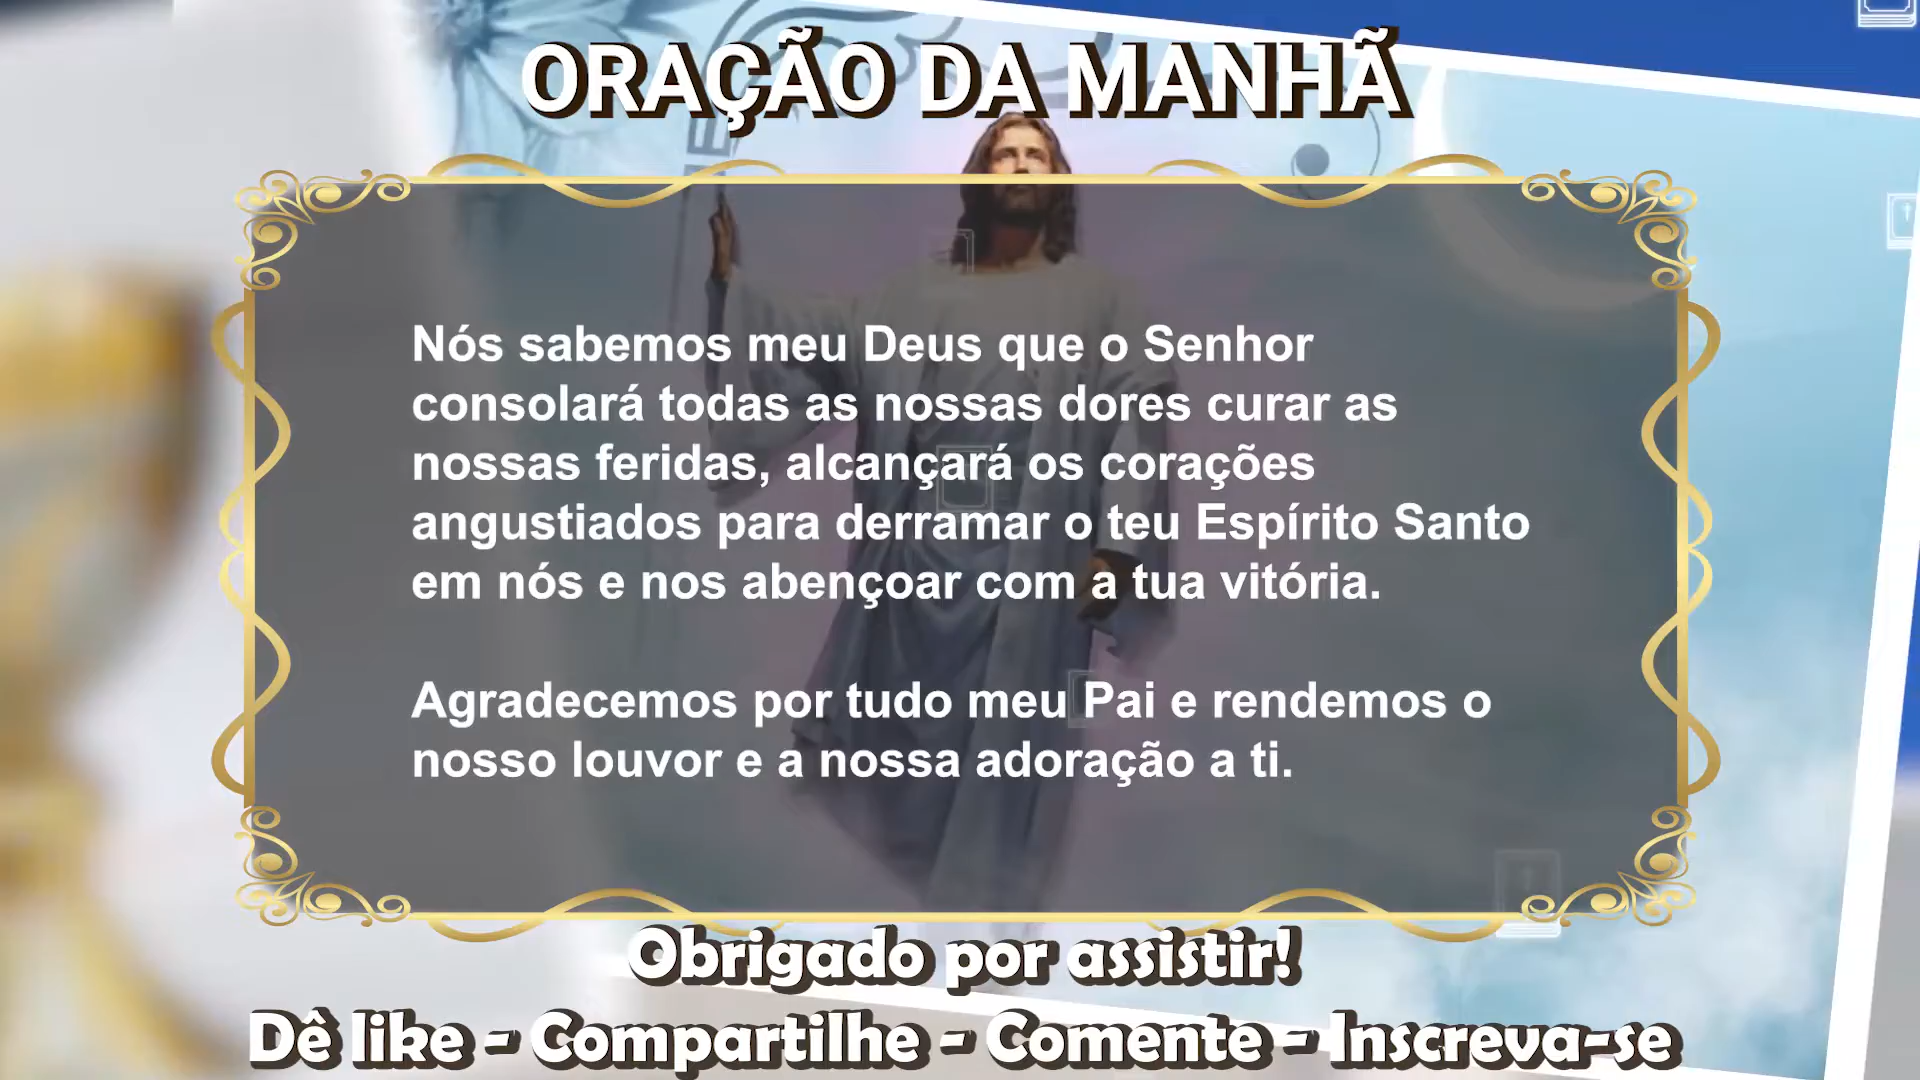 ORAÇÃO DA MANHÃ
Nós sabemos meu Deus que o Senhor
consolará todas as nossas dores curar as
nossas feridas, alcançará os corações
angustiados para derramar o teu Espírito Santo
em nós e nos abençoar com a tua vitória.
Agradecemos por tudo meu Pai e rendemos o
nosso louvor e a nossa adoração a ti.
Obrigado por assistir!
Dê like - Compartilhe - Comente - Inscreva-se